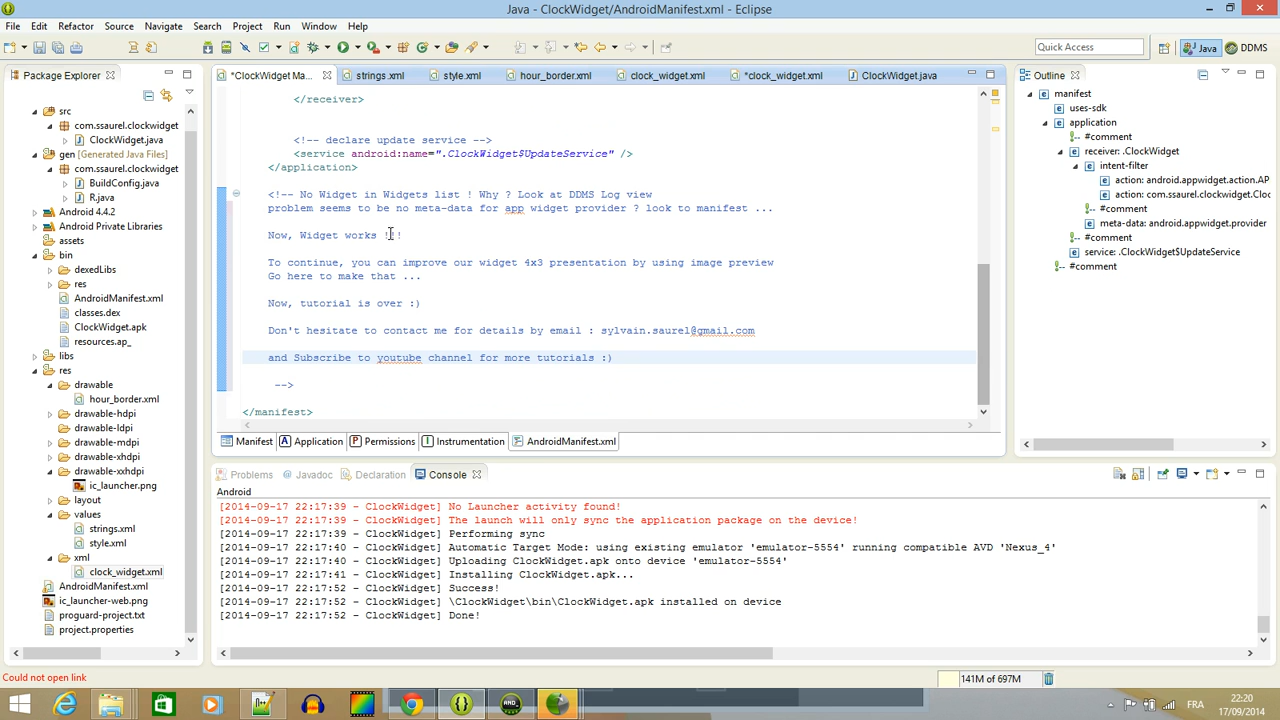 Java - ClockWidget/AndroidManifest.xml - Eclipse
File Edit Refactor Source Navigate Search Project Run Window Help
Quick Access
Java
DDMS
Package Explorer
src
com.ssaurel.clockwidget
ClockWidget.java
gen [Generated Java Files]
com.ssaurel.clockwidget
BuildConfig.java
R.java
Android 4.4.2
Android Private Libraries
assets
bin
dexedLibs
res
AndroidManifest.xml
classes.dex
ClockWidget.apk
resources.ap_
libs
res
drawable
hour_border.xml
drawable-hdpi
drawable-ldpi
drawable-mdpi
drawable-xhdpi
drawable-xxhdpi
ic_launcher.png
layout
values
strings.xml
style.xml
xml
clock_widget.xml
AndroidManifest.xml
ic_launcher-web.png
proguard-project.txt
project.properties
*ClockWidget Ma... strings.xml style.xml hour_border.xml clock_widget.xml *clock_widget.xml ClockWidget.java
</receiver>
<!-- declare update service -->
<service android:name=".ClockWidget$UpdateService" />
</application>
<!-- No Widget in Widgets list ! Why ? Look at DDMS Log view
problem seems to be no meta-data for app widget provider ? look to manifest ...
Now, Widget works !!!
To continue, you can improve our widget 4x3 presentation by using image preview
Go here to make that ...
Now, tutorial is over :)
Don't hesitate to contact me for details by email : sylvain.saurel@gmail.com
and Subscribe to youtube channel for more tutorials :)
-->
</manifest>
Manifest Application Permissions Instrumentation AndroidManifest.xml
Outline
manifest
uses-sdk
application
#comment
receiver: .ClockWidget
intent-filter
action: android.appwidget.action.AP
action: com.ssaurel.ClockWidget
#comment
meta-data: android.appwidget.provider
service: .ClockWidget$UpdateService
#comment
Problems Javadoc Declaration Console
Android
[2014-09-17 22:17:39 - ClockWidget] No Launcher activity found!
[2014-09-17 22:17:39 - ClockWidget] The launch will only sync the application package on the device!
[2014-09-17 22:17:39 - ClockWidget] Performing sync
[2014-09-17 22:17:40 - ClockWidget] Automatic Target Mode: using existing emulator 'emulator-5554' running compatible AVD 'Nexus_4'
[2014-09-17 22:17:40 - ClockWidget] Uploading ClockWidget.apk onto device 'emulator-5554'
[2014-09-17 22:17:41 - ClockWidget] Installing ClockWidget.apk...
[2014-09-17 22:17:52 - ClockWidget] Success!
[2014-09-17 22:17:52 - ClockWidget] \ClockWidget\bin\ClockWidget.apk installed on device
[2014-09-17 22:17:52 - ClockWidget] Done!
Could not open link
141M of 697M
FRA
22:20
17/09/2014